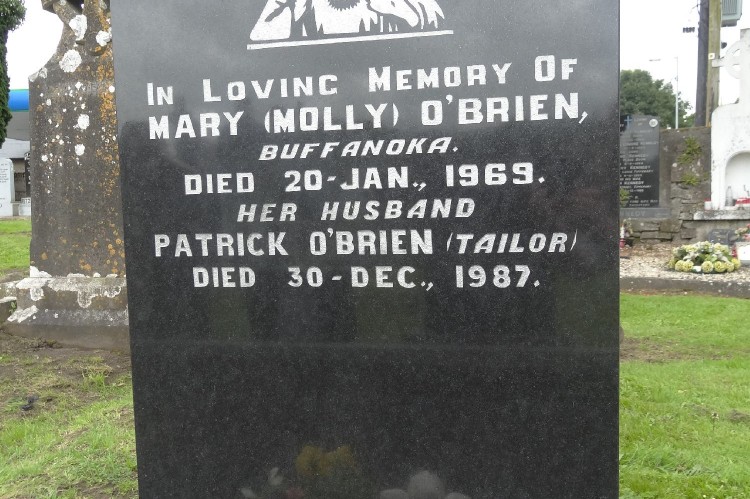 In Loving Memory Of
MARY (MOLLY) O'BRIEN,
BUFFANOKA.
DIED 20-JAN., 1969.
HER HUSBAND
PATRICK O'BRIEN (TAILOR)
DIED 30-DEC., 1987.